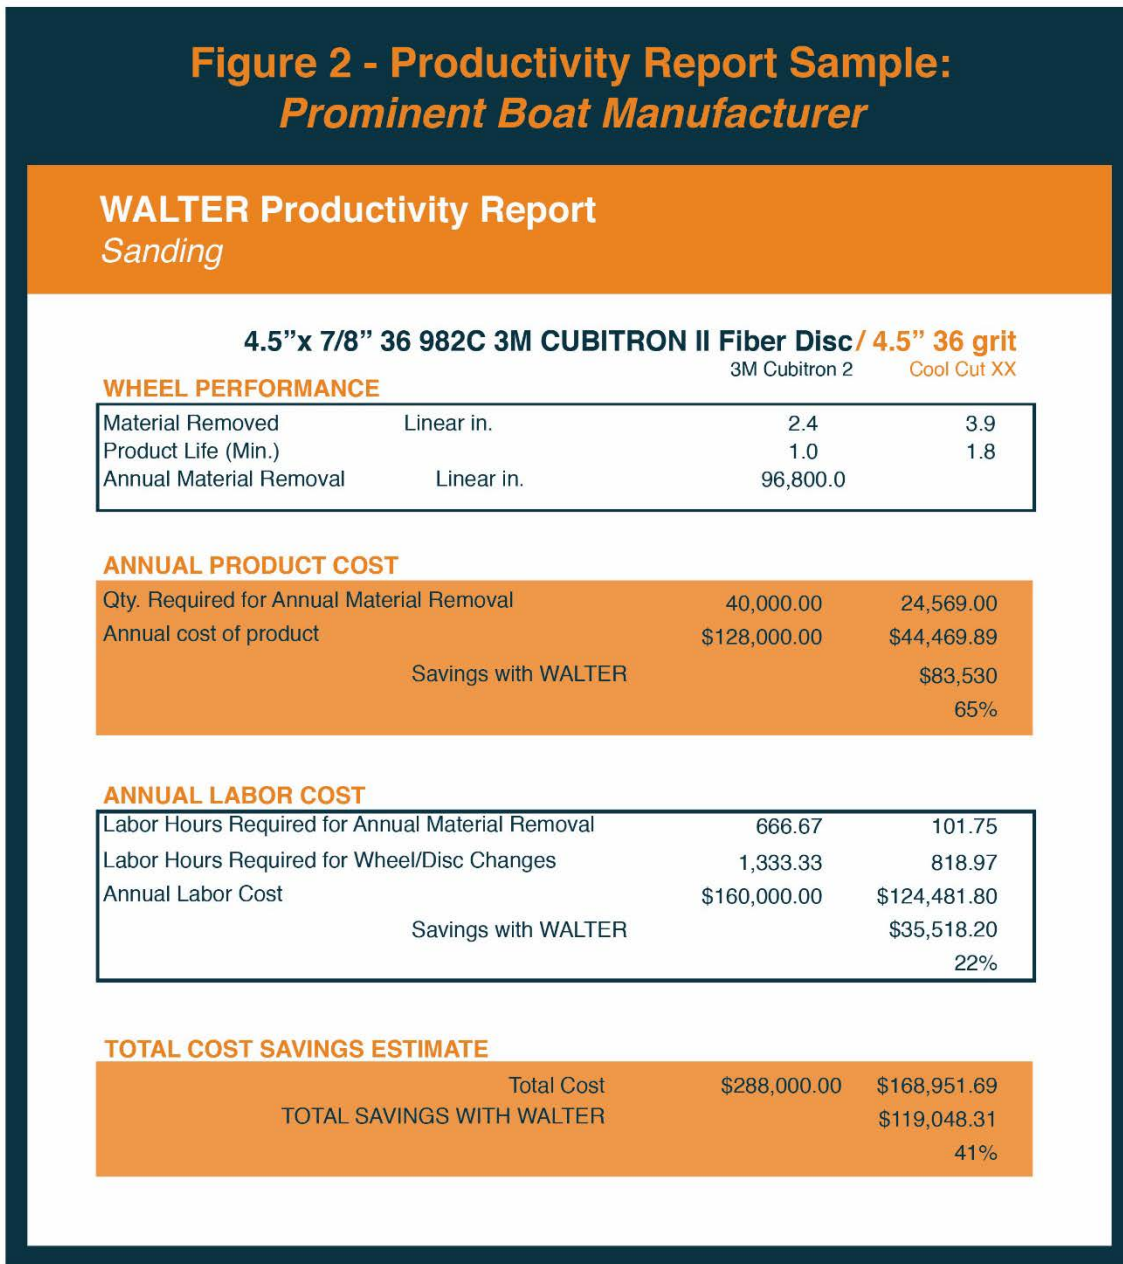 Figure 2 - Productivity Report Sample:
Prominent Boat Manufacturer
WALTER Productivity Report
Sanding
4.5”x 7/8” 36 982C 3M CUBITRON II Fiber Disc/ 4.5” 36 grit
3M Cubitron 2 Cool Cut XX
WHEEL PERFORMANCE
Material Removed Linear in. 2.4 3.9
Product Life (Min.) 1.0 1.8
Annual Material Removal Linear in. 96,800.0
ANNUAL PRODUCT COST
Qty. Required for Annual Material Removal 40,000.00 24,569.00
Annual cost of product $128,000.00 $44,469.89
Savings with WALTER $83,530
65%
ANNUAL LABOR COST
Labor Hours Required for Annual Material Removal 666.67 101.75
Labor Hours Required for Wheel/Disc Changes 1,333.33 818.97
Annual Labor Cost $160,000.00 $124,481.80
Savings with WALTER $35,518.20
22%
TOTAL COST SAVINGS ESTIMATE
Total Cost $288,000.00 $168,951.69
TOTAL SAVINGS WITH WALTER $119,048.31
41%